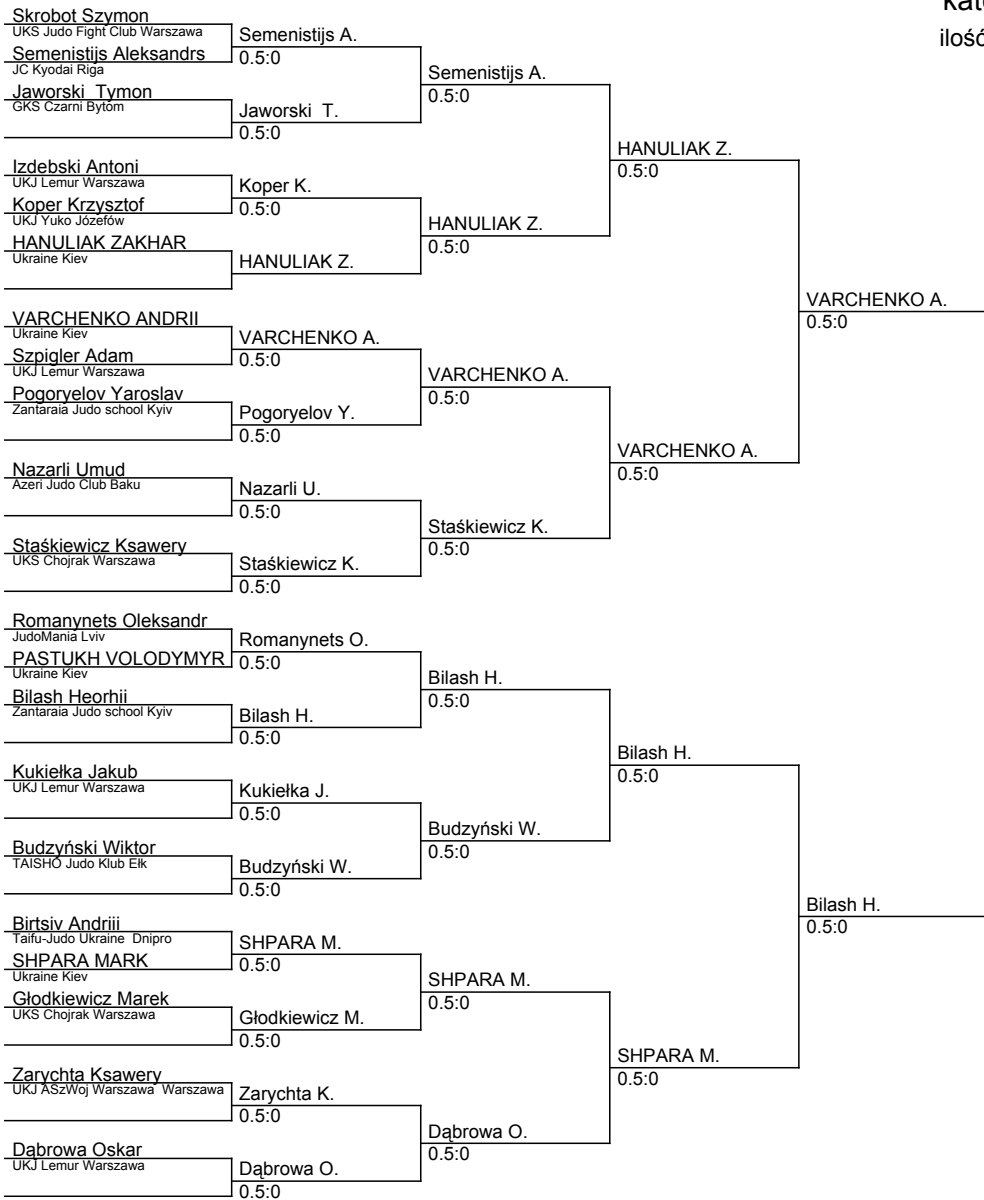 Skrobot Szymon
UKS Judo Fight Club Warszawa
Semenistijs Aleksandrs
JC Kyodai Riga
Jaworski  Tymon
GKS Czarni Bytom
Izdebski Antoni
UKJ Lemur Warszawa
Koper Krzysztof
UKJ Yuko Józefów
HANULIAK ZAKHAR
Ukraine Kiev
VARCHENKO ANDRII
Ukraine Kiev
Szpigler Adam
UKJ Lemur Warszawa
Pogoryelov Yaroslav
Zantaraia Judo school Kyiv
Nazarli Umud
Azeri Judo Club Baku
Staśkiewicz Ksawery
UKS Chojrak Warszawa
Romanynets Oleksandr
JudoMania Lviv
PASTUKH VOLODYMYR
Ukraine Kiev
Bilash Heorhii
Zantaraia Judo school Kyiv
Kukiełka Jakub
UKJ Lemur Warszawa
Budzyński Wiktor
TAISHO Judo Klub Ełk
Birtsiv Andriii
Taifu-Judo Ukraine  Dnipro
SHPARA MARK
Ukraine Kiev
Głodkiewicz Marek
UKS Chojrak Warszawa
Zarychta Ksawery
UKJ ASzWoj Warszawa  Warszawa
Dąbrowa Oskar
UKJ Lemur Warszawa
Semenistijs A.
0.5:0
Jaworski  T.
0.5:0
Koper K.
0.5:0
HANULIAK Z.
VARCHENKO A.
0.5:0
Pogoryelov Y.
0.5:0
Nazarli U.
0.5:0
Staśkiewicz K.
0.5:0
Romanynets O.
0.5:0
Bilash H.
0.5:0
Kukiełka J.
0.5:0
Budzyński W.
0.5:0
SHPARA M.
0.5:0
Głodkiewicz M.
0.5:0
Zarychta K.
0.5:0
Dąbrowa O.
0.5:0
Semenistijs A.
0.5:0
HANULIAK Z.
0.5:0
VARCHENKO A.
0.5:0
Staśkiewicz K.
0.5:0
Bilash H.
0.5:0
Budzyński W.
0.5:0
SHPARA M.
0.5:0
Dąbrowa O.
0.5:0
HANULIAK Z.
0.5:0
VARCHENKO A.
0.5:0
Bilash H.
0.5:0
SHPARA M.
0.5:0
VARCHENKO A.
0.5:0
Bilash H.
0.5:0
ilość